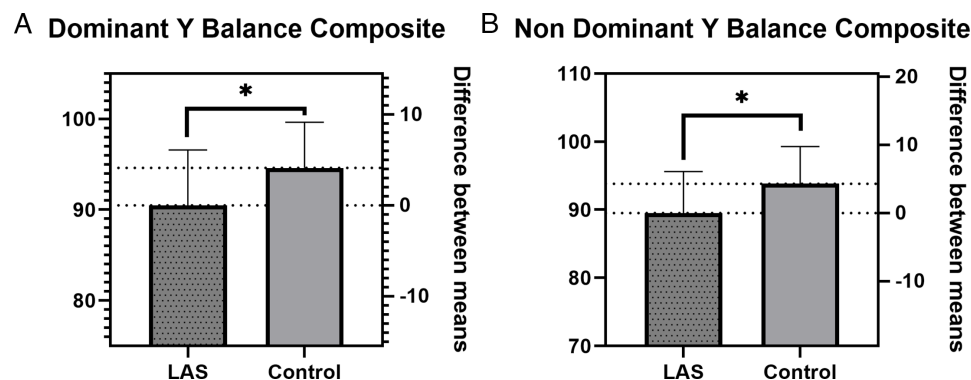 A Dominant Y Balance Composite
100
90
80
*
10
0
-10
Difference between means
LAS Control
B Non Dominant Y Balance Composite
110
100
90
80
70
*
20
10
0
-10
Difference between means
LAS Control